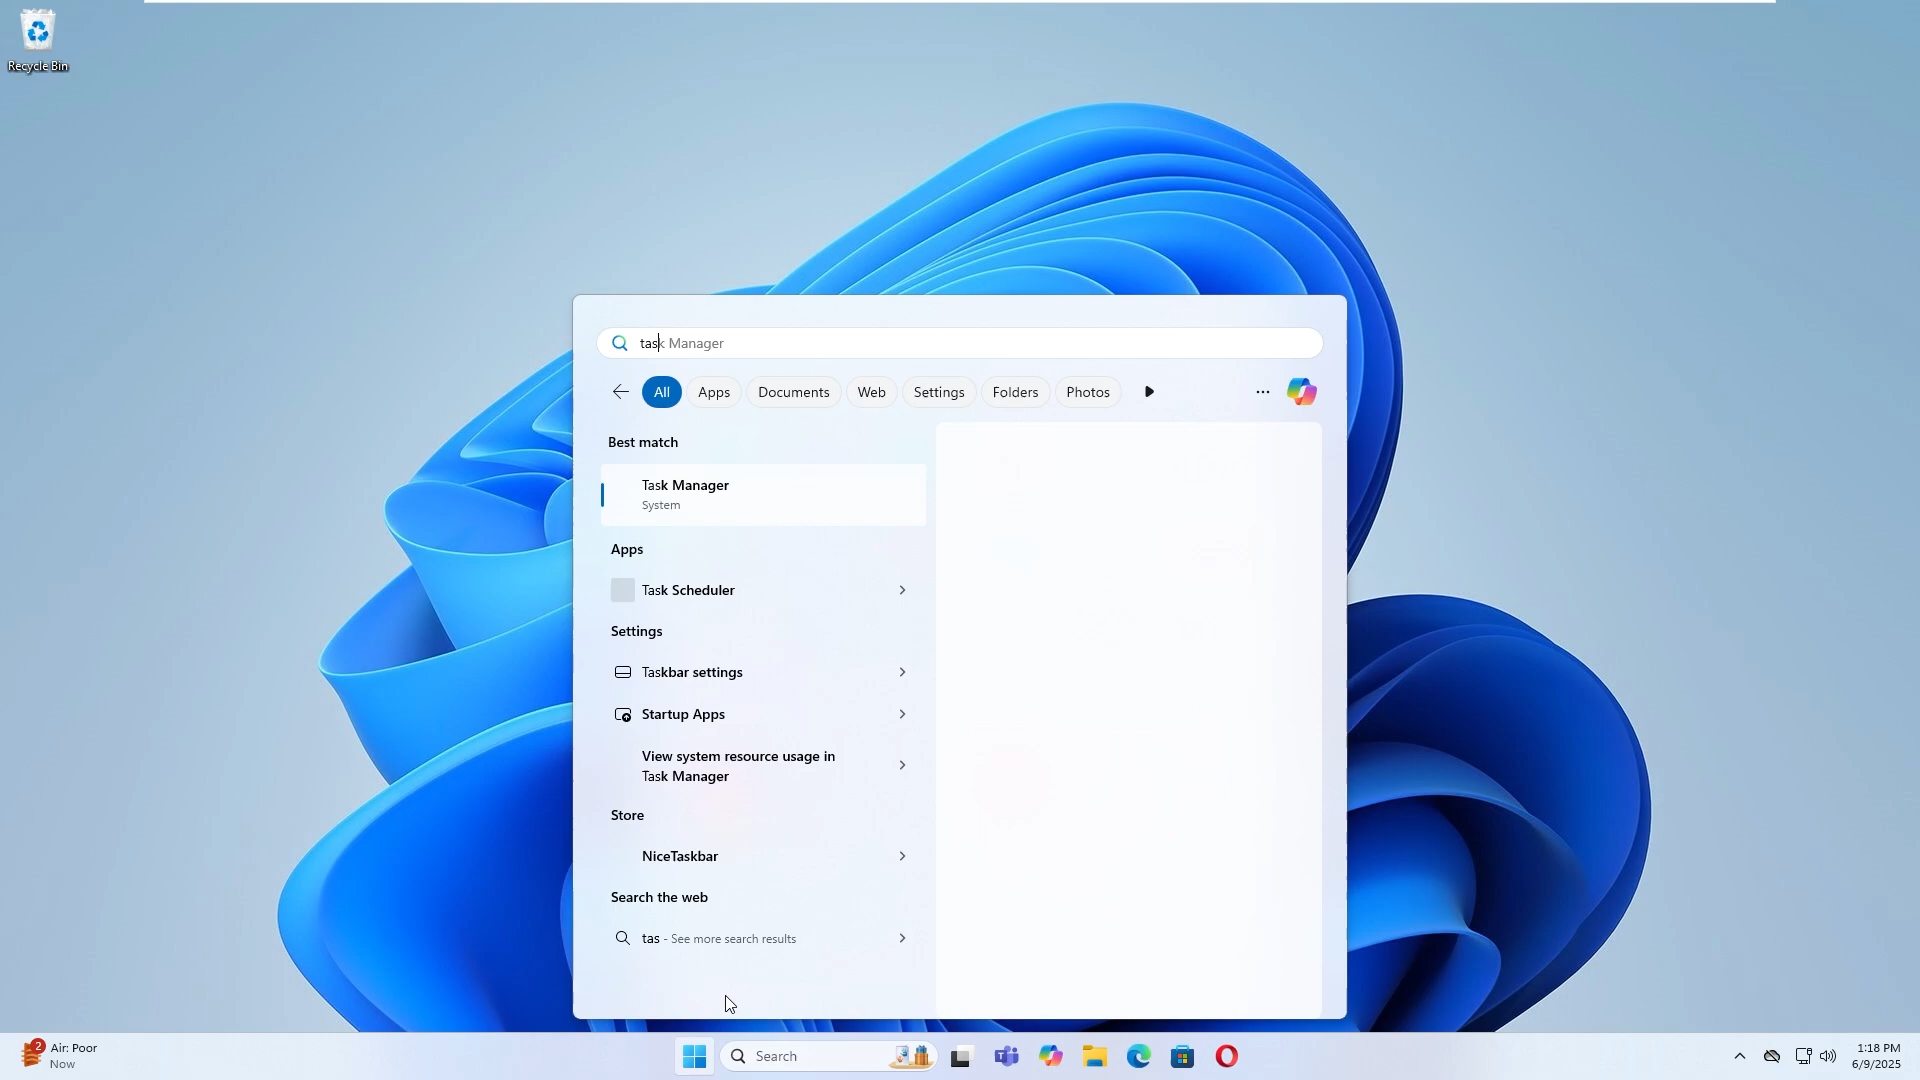 Recycle Bin
task Manager
All Apps Documents Web Settings Folders Photos
Best match
Task Manager
System
Apps
Task Scheduler
Settings
Taskbar settings
Startup Apps
View system resource usage in
Task Manager
Store
NiceTaskbar
Search the web
tas - See more search results
2
Air: Poor
Now
Search
1:18 PM
6/9/2025